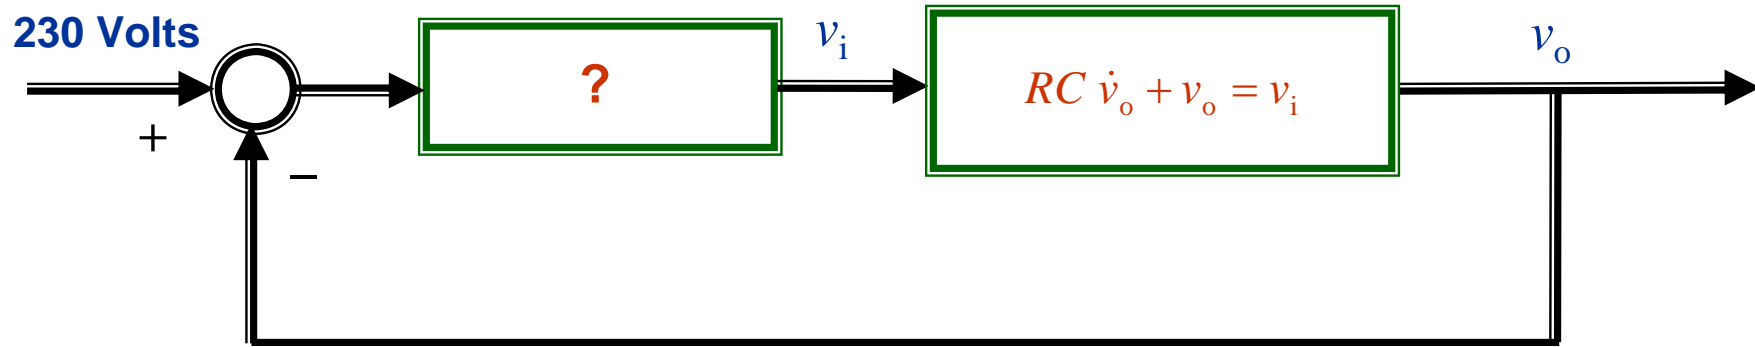 230 Volts
+
−
?
vᵢ
RC v̇ₒ + vₒ = vᵢ
vₒ